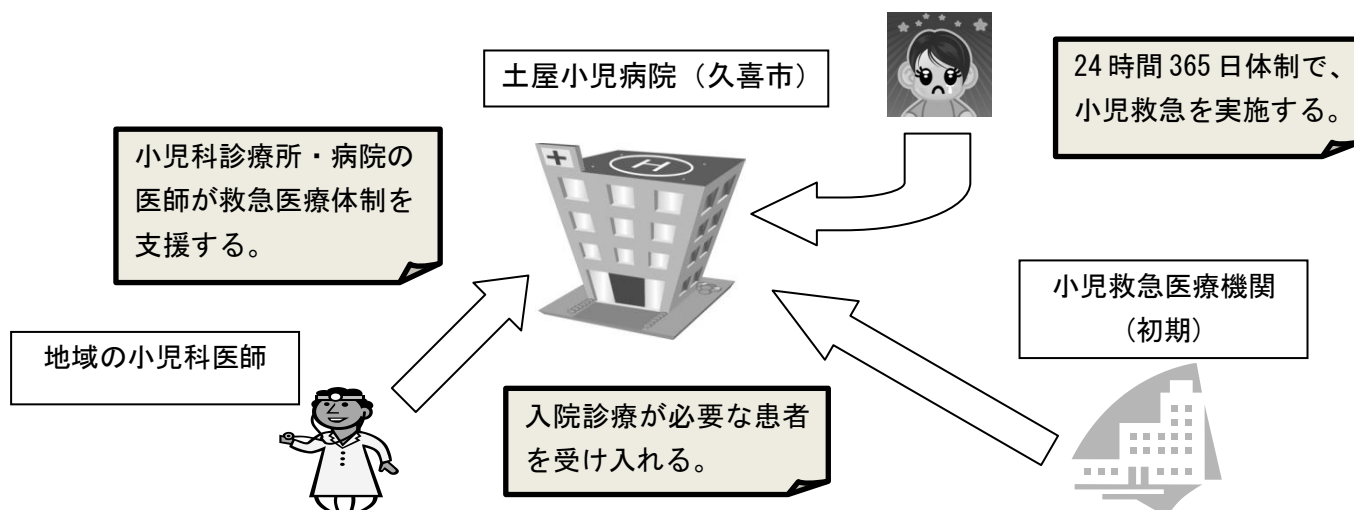 土屋小児病院（久喜市）
24時間365日体制で、
小児救急を実施する。
小児科診療所・病院の
医師が救急医療体制を
支援する。
H
小児救急医療機関
（初期）
地域の小児科医師
入院診療が必要な患者
を受け入れる。